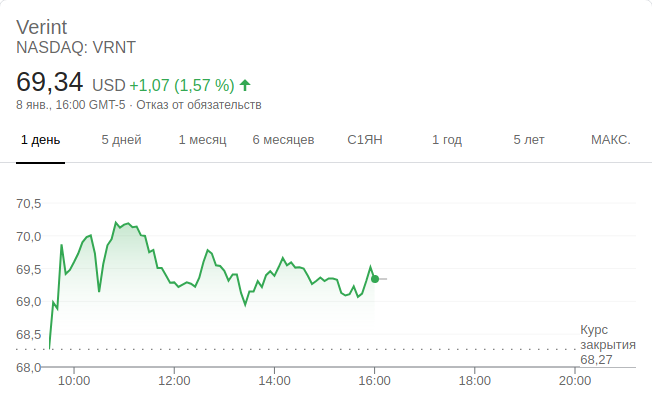 Verint
NASDAQ: VRNT
69,34 USD +1,07 (1,57 %)
8 янв., 16:00 GMT-5 · Отказ от обязательств
1 день 5 дней 1 месяц 6 месяцев С1ЯН 1 год 5 лет МАКС.
70,5
70,0
69,5
69,0
68,5
68,0
Курс
закрытия
68,27
10:00 12:00 14:00 16:00 18:00 20:00